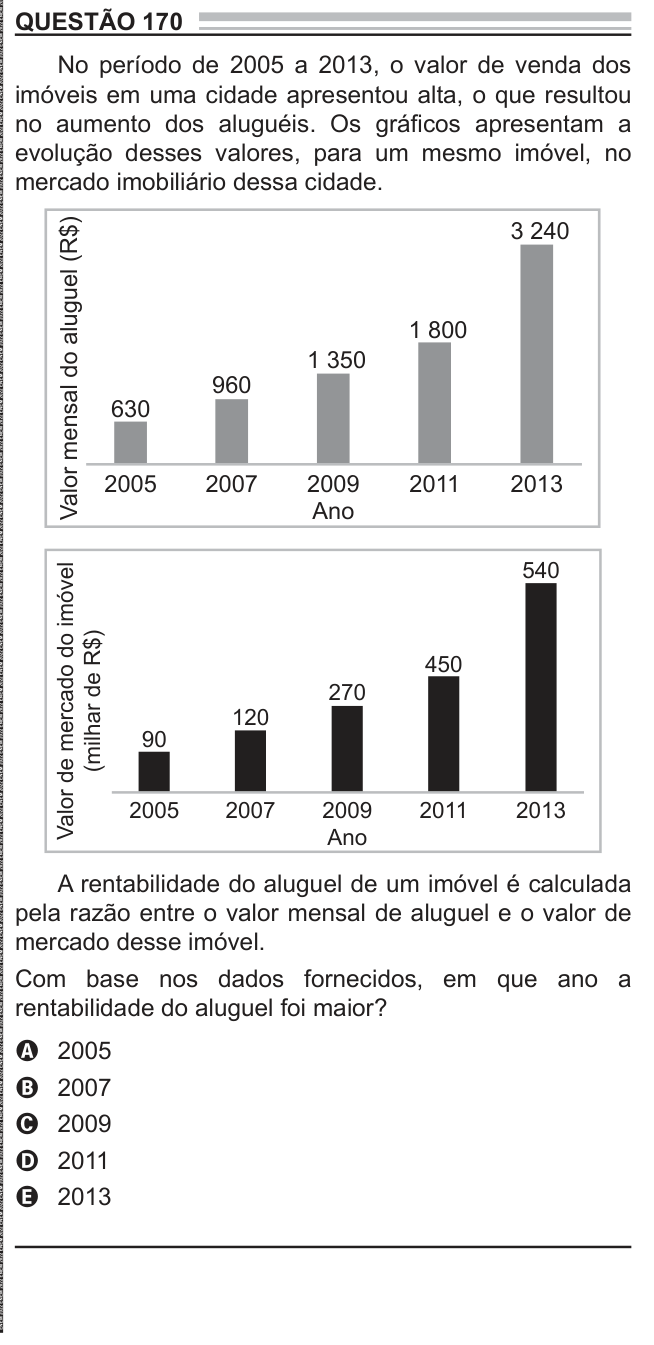 QUESTÃO 170
No período de 2005 a 2013, o valor de venda dos
imóveis em uma cidade apresentou alta, o que resultou
no aumento dos aluguéis. Os gráficos apresentam a
evolução desses valores, para um mesmo imóvel, no
mercado imobiliário dessa cidade.
Valor mensal do aluguel (R$)
630
960
1 350
1 800
3 240
2005 2007 2009 2011 2013
Ano
Valor de mercado do imóvel
(milhar de R$)
90
120
270
450
540
2005 2007 2009 2011 2013
Ano
A rentabilidade do aluguel de um imóvel é calculada
pela razão entre o valor mensal de aluguel e o valor de
mercado desse imóvel.
Com base nos dados fornecidos, em que ano a
rentabilidade do aluguel foi maior?
A 2005
B 2007
C 2009
D 2011
E 2013